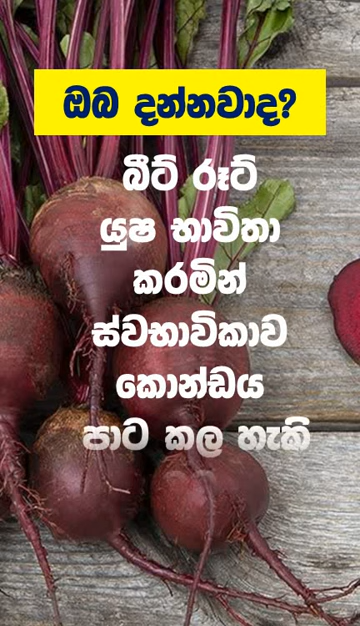 ඔබ දන්නවාද?
බීට් රූට්
යුෂ භාවිතා
කරමින්
ස්වභාවිකාව
කොන්ඩය
පාට කල හැකි